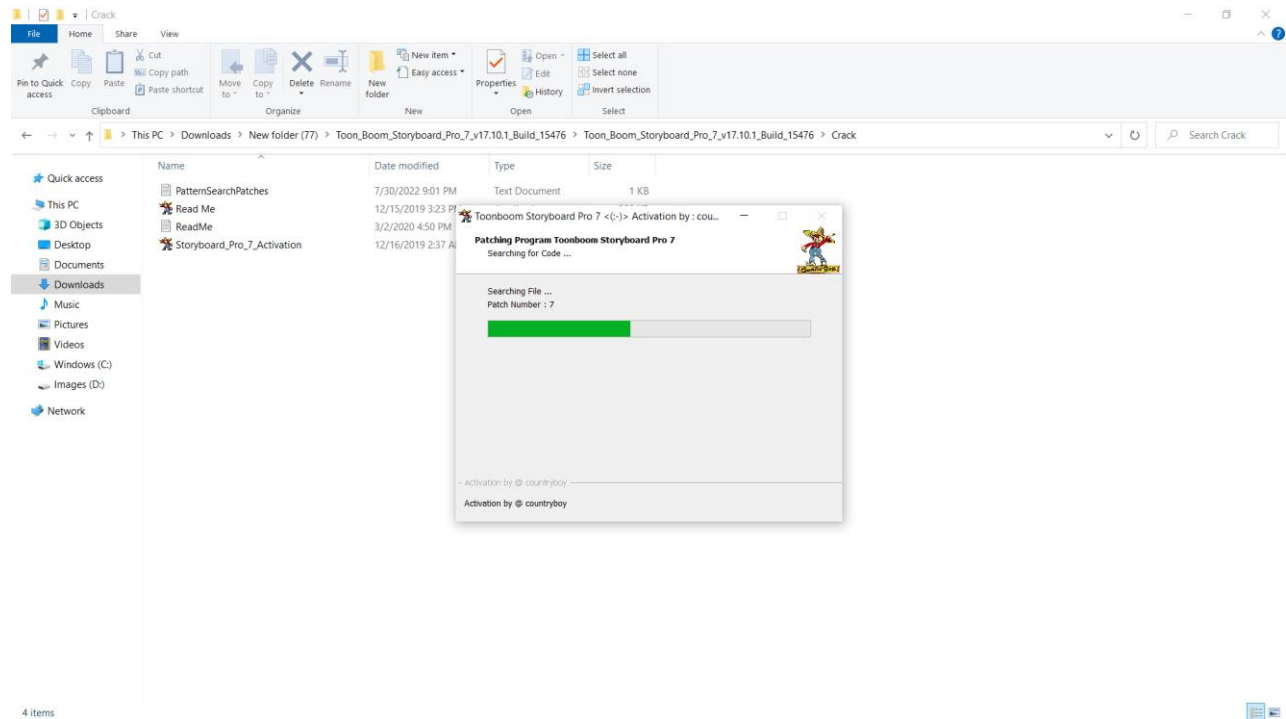 Crack
File Home Share View
Pin to Quick access
Copy
Paste
Cut
Copy path
Paste shortcut
Clipboard
Move to
Copy to
Delete
Rename
Organize
New folder
New item
Easy access
New
Properties
Open
Edit
History
Open
Select all
Select none
Invert selection
Select
This PC > Downloads > New folder (77) > Toon_Boom_Storyboard_Pro_7_v17.10.1_Build_15476 > Toon_Boom_Storyboard_Pro_7_v17.10.1_Build_15476 > Crack
Search Crack
Quick access
This PC
3D Objects
Desktop
Documents
Downloads
Music
Pictures
Videos
Windows (C:)
Images (D:)
Network
Name Date modified Type Size
PatternSearchPatches 7/30/2022 9:01 PM Text Document 1 KB
Read Me 12/15/2019 3:23 PM
ReadMe 3/2/2020 4:50 PM
Storyboard_Pro_7_Activation 12/16/2019 2:37 A
Toonboom Storyboard Pro 7 <(:-)> Activation by : cou...
Patching Program Toonboom Storyboard Pro 7
Searching for Code ...
Searching File ...
Patch Number : 7
Activation by @ countryboy
Activation by @ countryboy
4 items